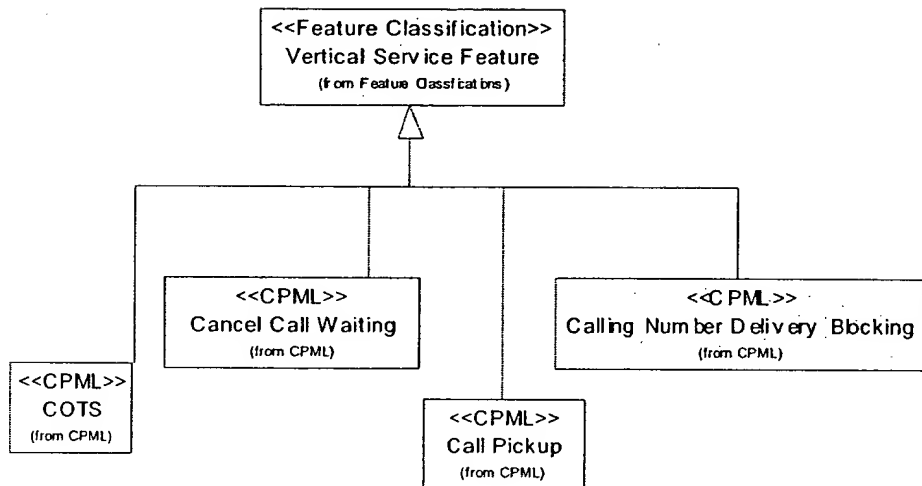 <<Feature Classification>>
Vertical Service Feature
(from Feature Classifications)
<<CPML>>
Cancel Call Waiting
(from CPML)
<<CPML>>
Calling Number Delivery Blocking
(from CPML)
<<CPML>>
COTS
(from CPML)
<<CPML>>
Call Pickup
(from CPML)